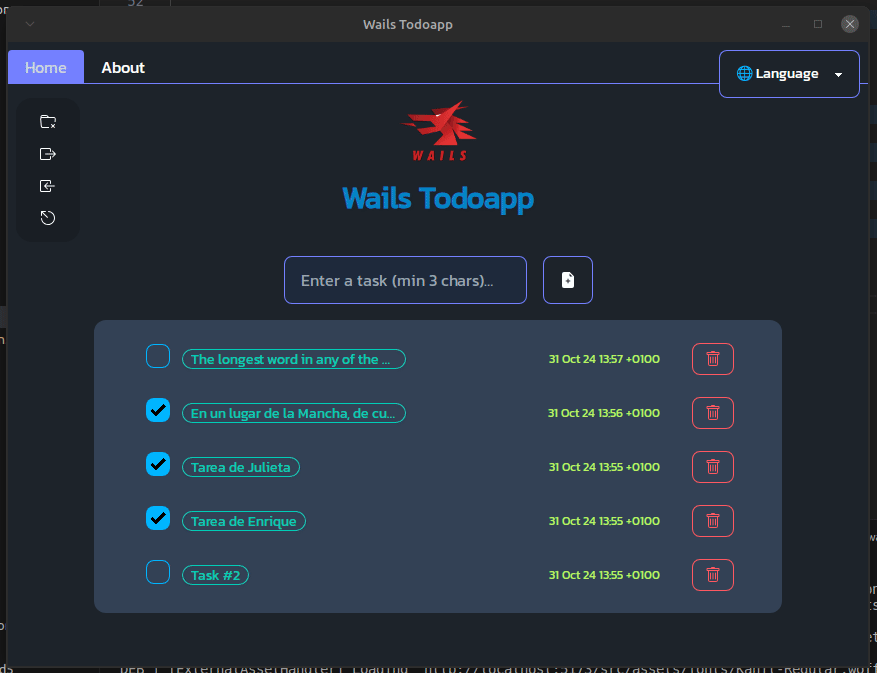 52
Wails Todoapp
Home
About
🌐 Language
WAILS
Wails Todoapp
Enter a task (min 3 chars)...
The longest word in any of the ...
31 Oct 24 13:57 +0100
En un lugar de la Mancha, de cu...
31 Oct 24 13:56 +0100
Tarea de Julieta
31 Oct 24 13:55 +0100
Tarea de Enrique
31 Oct 24 13:55 +0100
Task #2
31 Oct 24 13:55 +0100